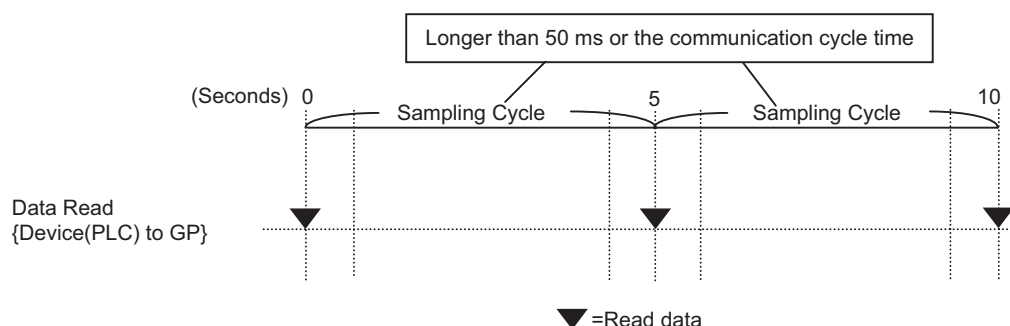 Longer than 50 ms or the communication cycle time
(Seconds) 0 5 10
Sampling Cycle Sampling Cycle
Data Read
{Device(PLC) to GP}
=Read data